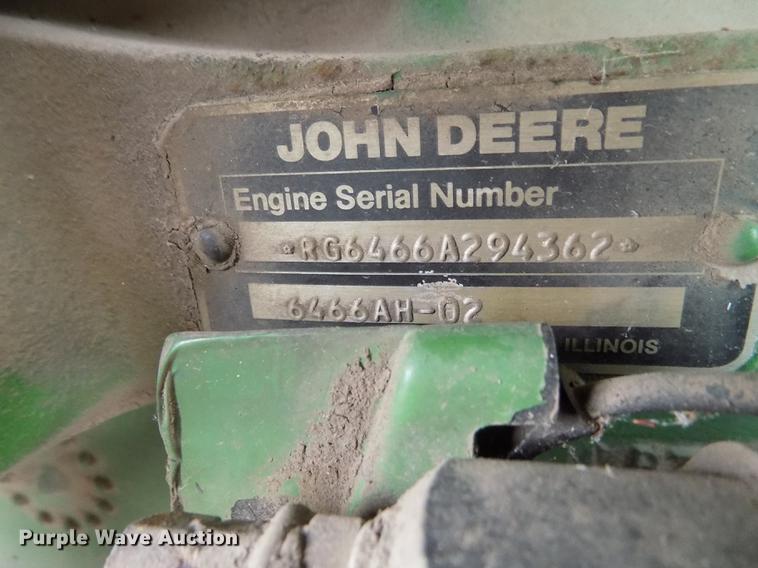 JOHN DEERE
Engine Serial Number
*RG6466A294362*
6466AH-02
ILLINOIS
Purple Wave Auction